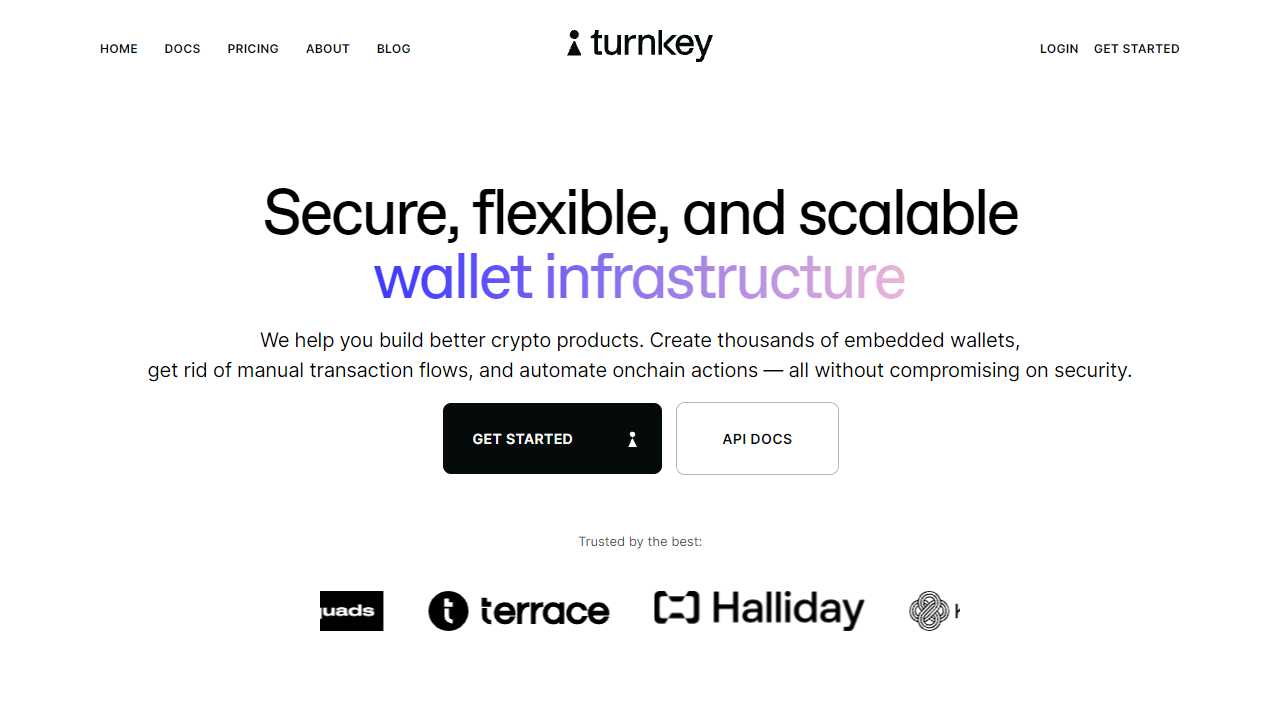 HOME DOCS PRICING ABOUT BLOG
turnkey
LOGIN GET STARTED
Secure, flexible, and scalable
wallet infrastructure
We help you build better crypto products. Create thousands of embedded wallets,
get rid of manual transaction flows, and automate onchain actions — all without compromising on security.
GET STARTED
API DOCS
Trusted by the best:
uads terrace Halliday